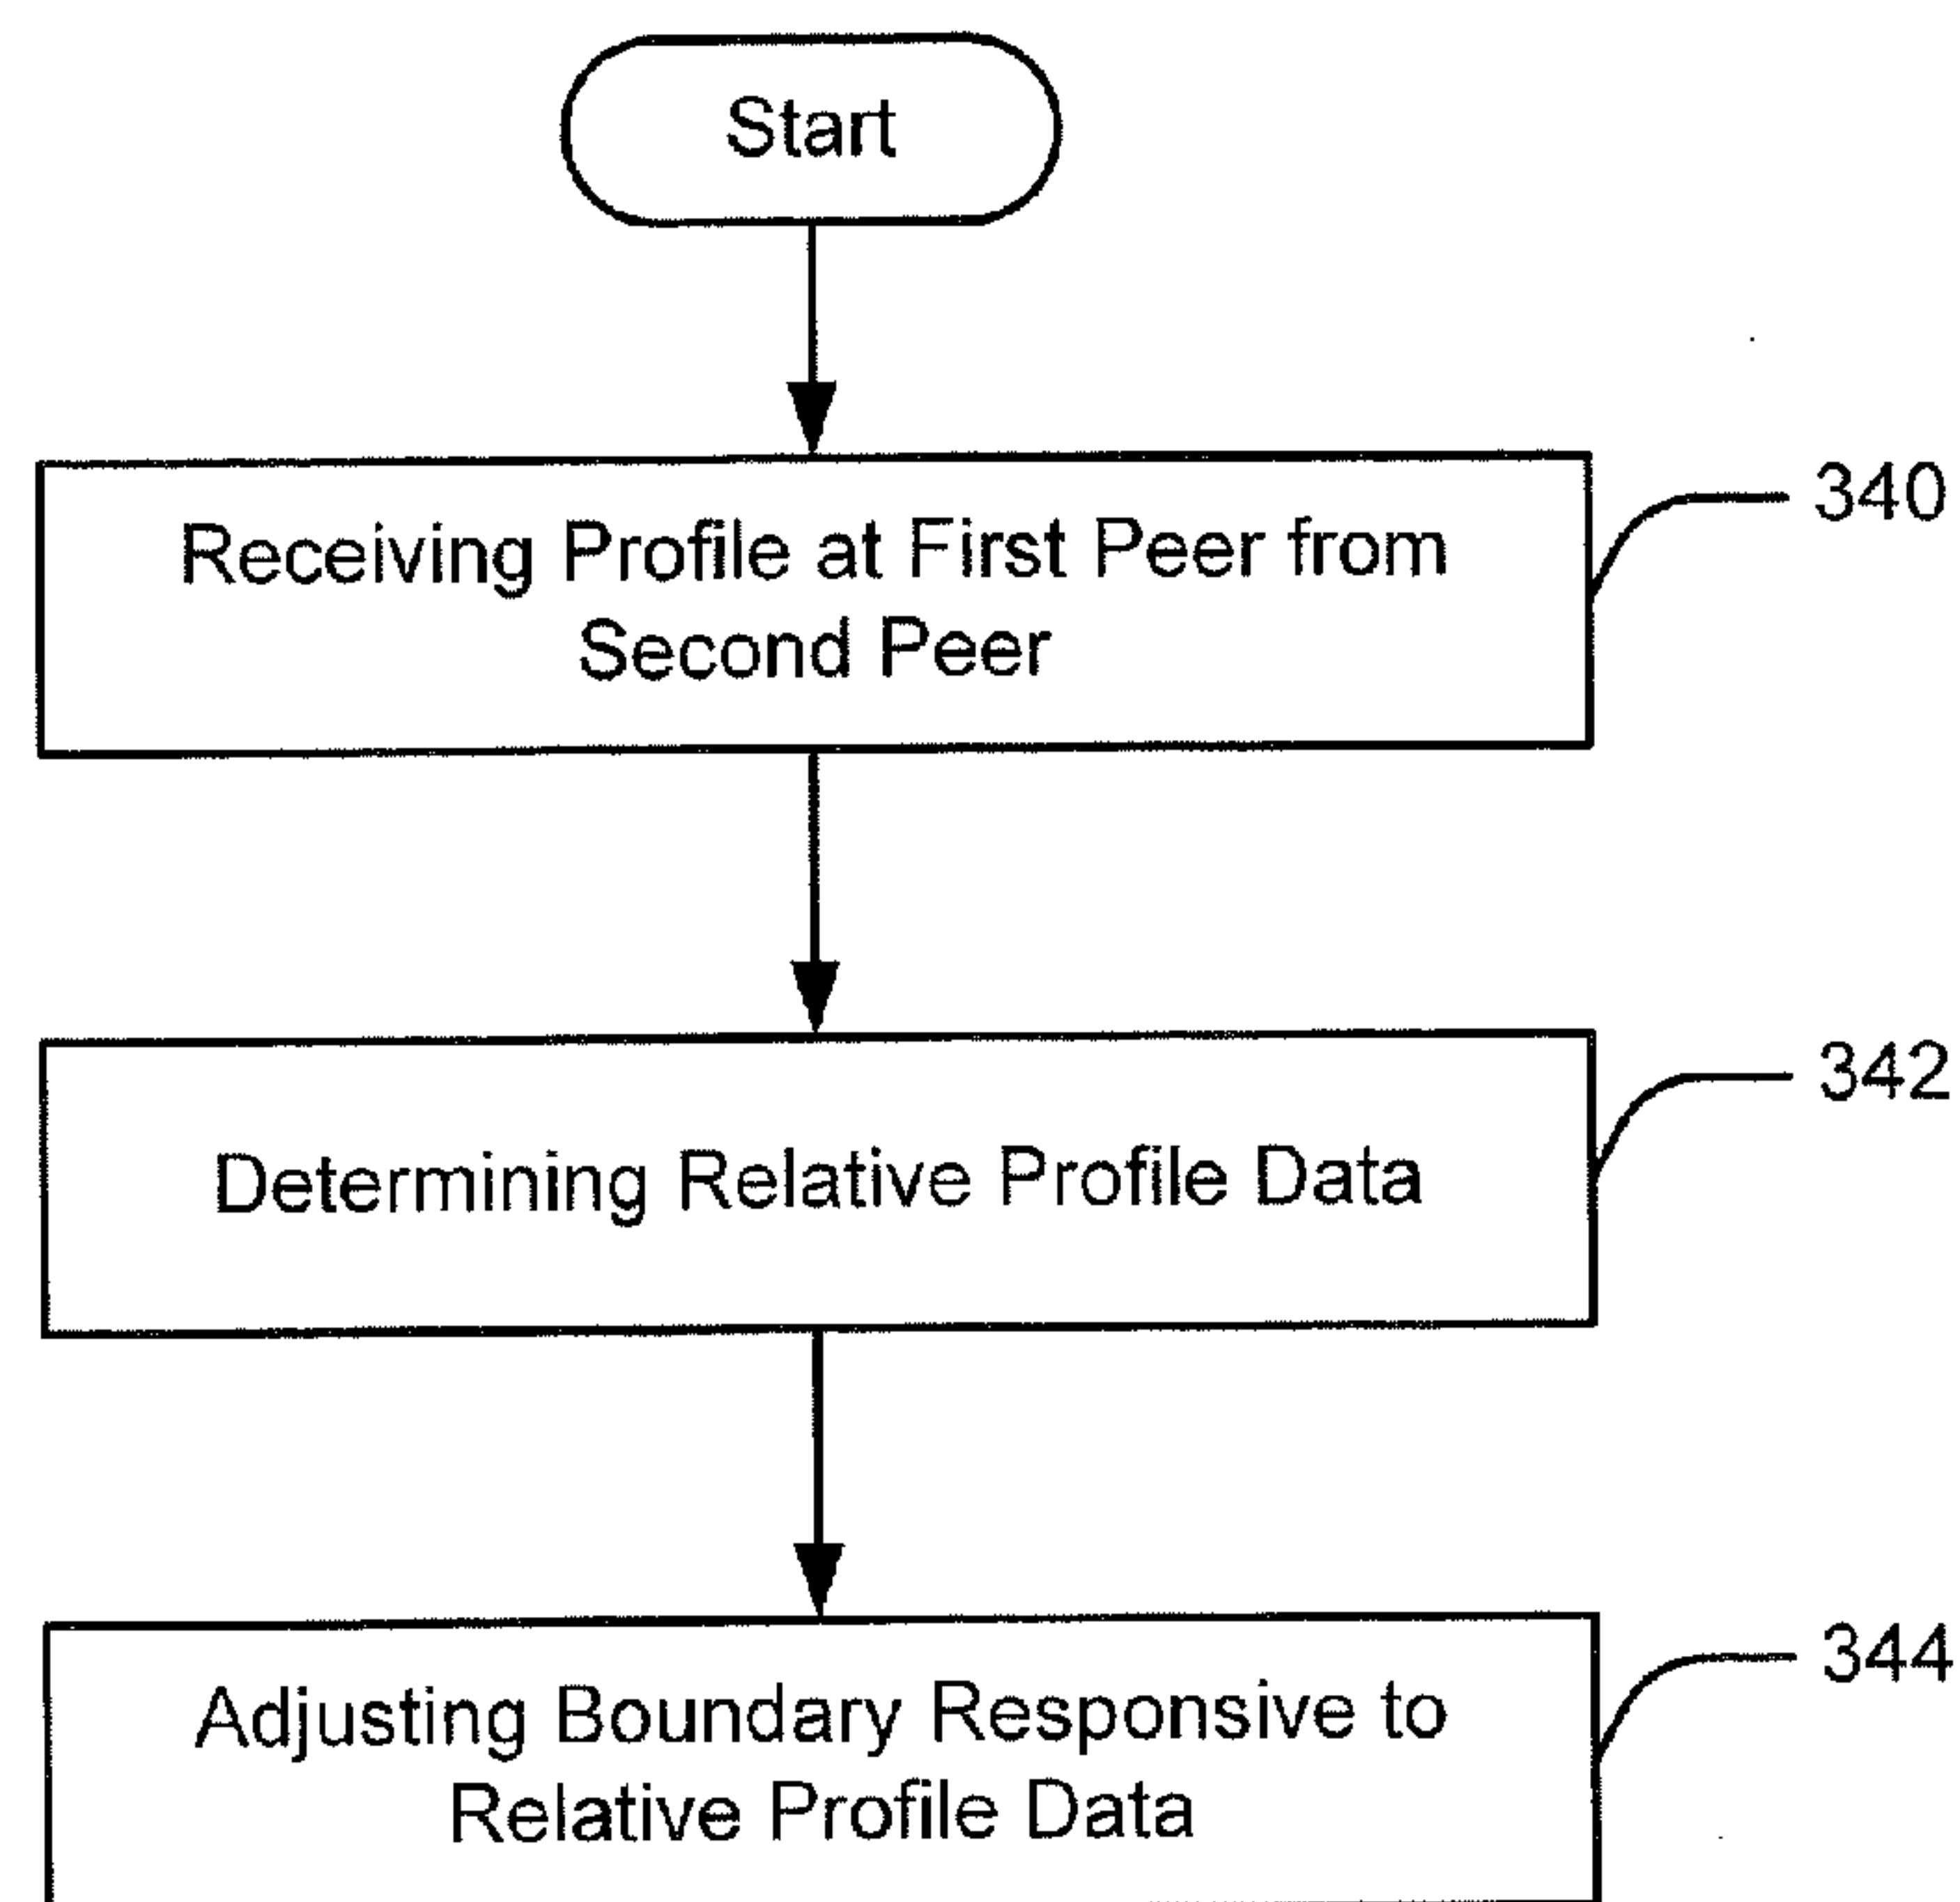 Start
340
Receiving Profile at First Peer from
Second Peer
342
Determining Relative Profile Data
344
Adjusting Boundary Responsive to
Relative Profile Data